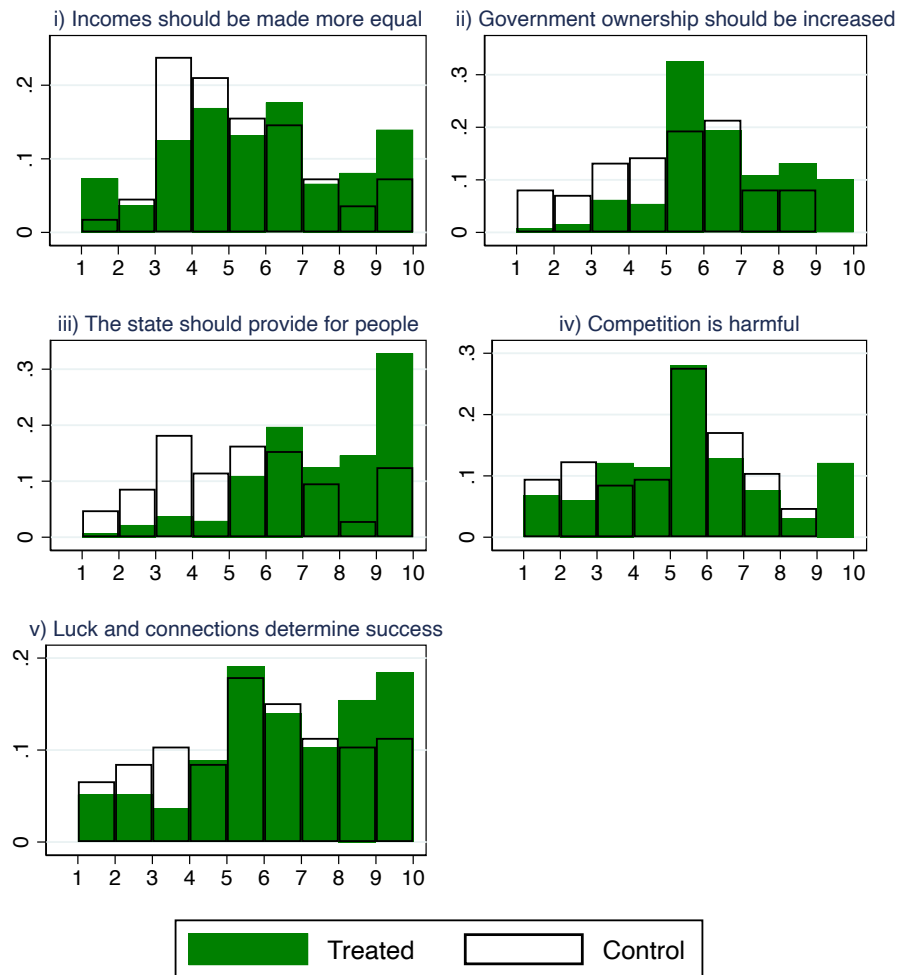 i) Incomes should be made more equal
0 .1 .2
1 2 3 4 5 6 7 8 9 10
ii) Government ownership should be increased
0 .1 .2 .3
1 2 3 4 5 6 7 8 9 10
iii) The state should provide for people
0 .1 .2 .3
1 2 3 4 5 6 7 8 9 10
iv) Competition is harmful
0 .1 .2 .3
1 2 3 4 5 6 7 8 9 10
v) Luck and connections determine success
0 .1 .2
1 2 3 4 5 6 7 8 9 10
Treated Control